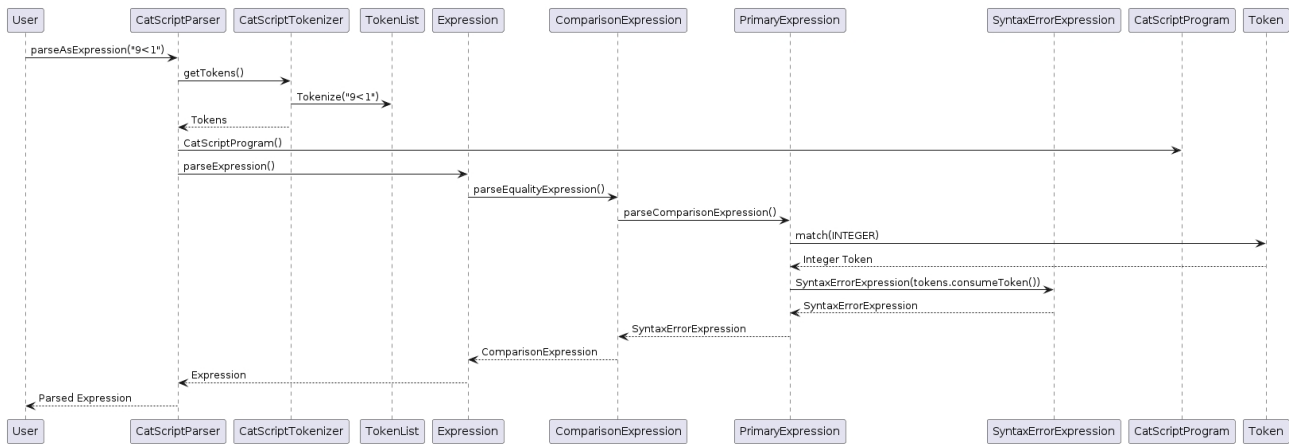 User CatScriptParser CatScriptTokenizer TokenList Expression ComparisonExpression PrimaryExpression SyntaxErrorExpression CatScriptProgram Token
parseAsExpression("9<1")
getTokens()
Tokenize("9<1")
Tokens
CatScriptProgram()
parseExpression()
parseEqualityExpression()
parseComparisonExpression()
match(INTEGER)
Integer Token
SyntaxErrorExpression(tokens.consumeToken())
SyntaxErrorExpression
SyntaxErrorExpression
ComparisonExpression
Expression
Parsed Expression
User CatScriptParser CatScriptTokenizer TokenList Expression ComparisonExpression PrimaryExpression SyntaxErrorExpression CatScriptProgram Token